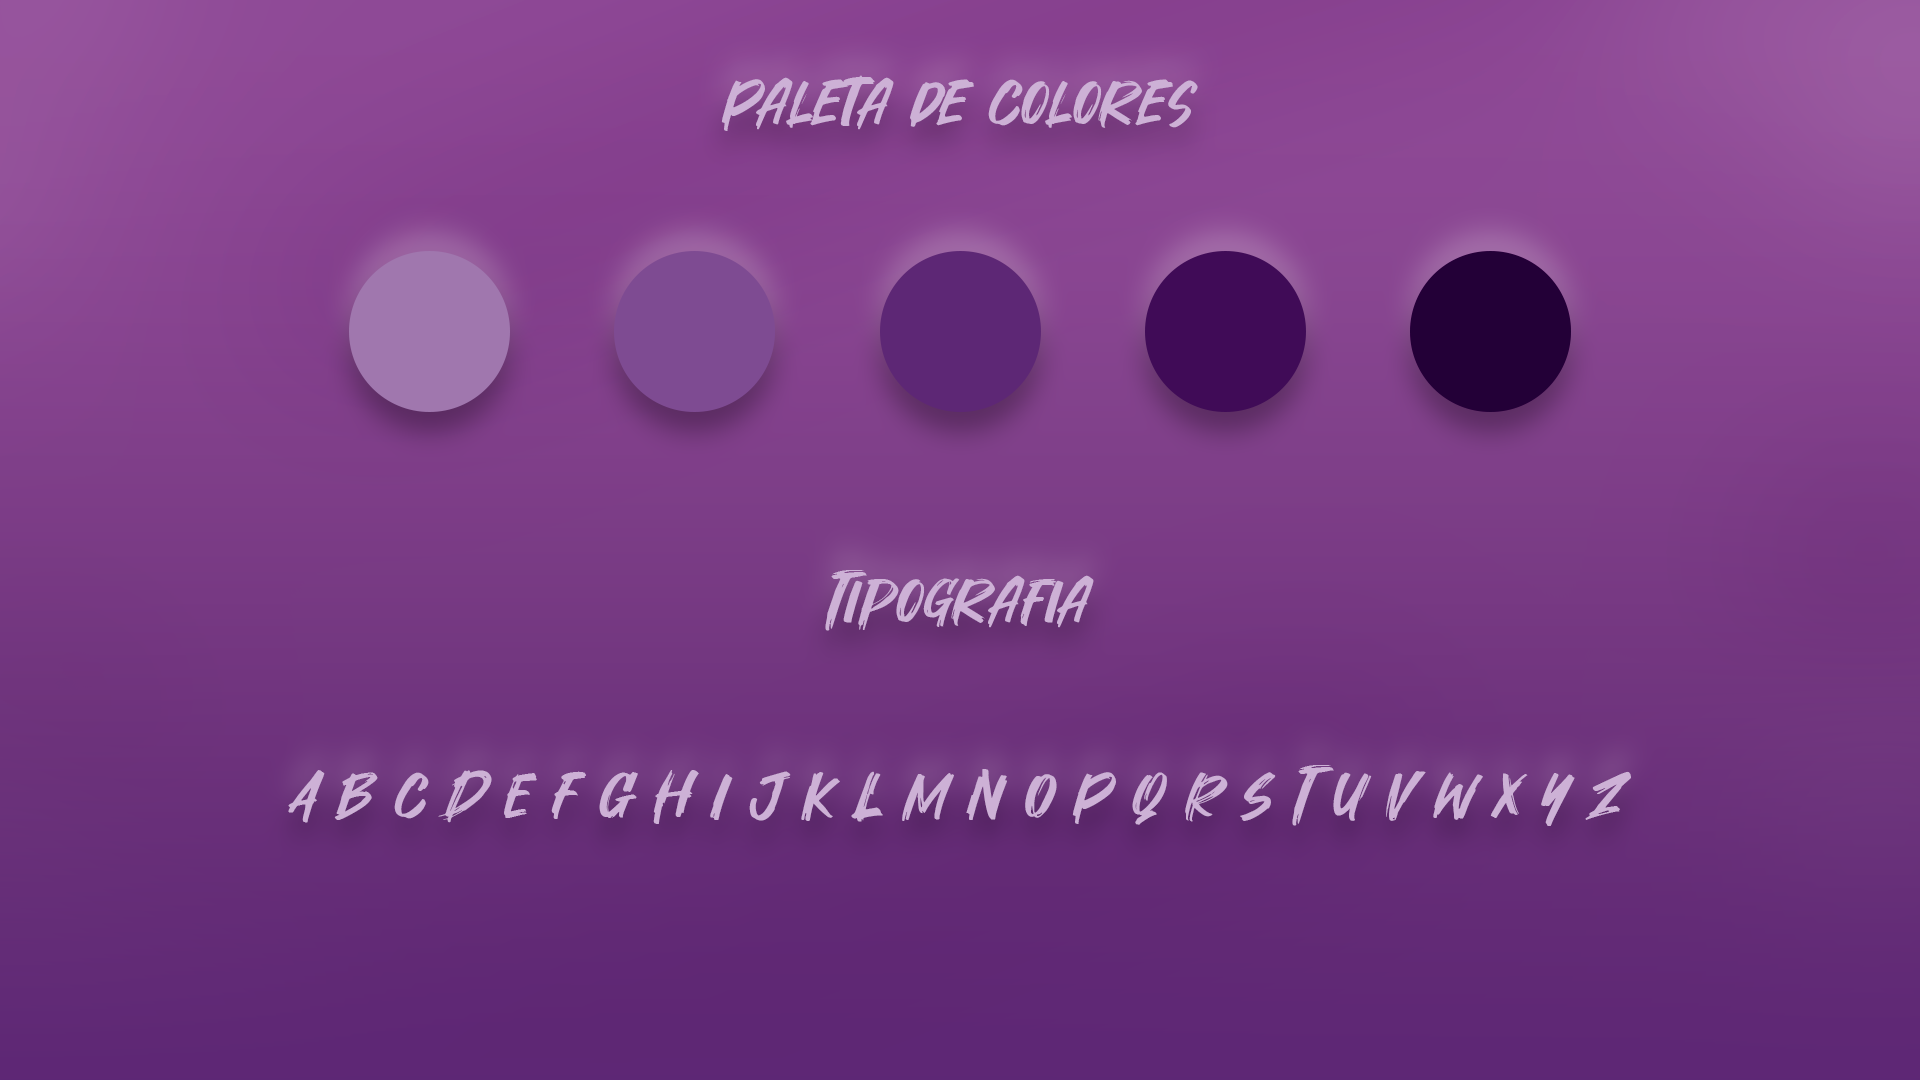 PALETA DE COLORES
TIPOGRAFIA
A B C D E F G H I J K L M N O P Q R S T U V W X Y Z